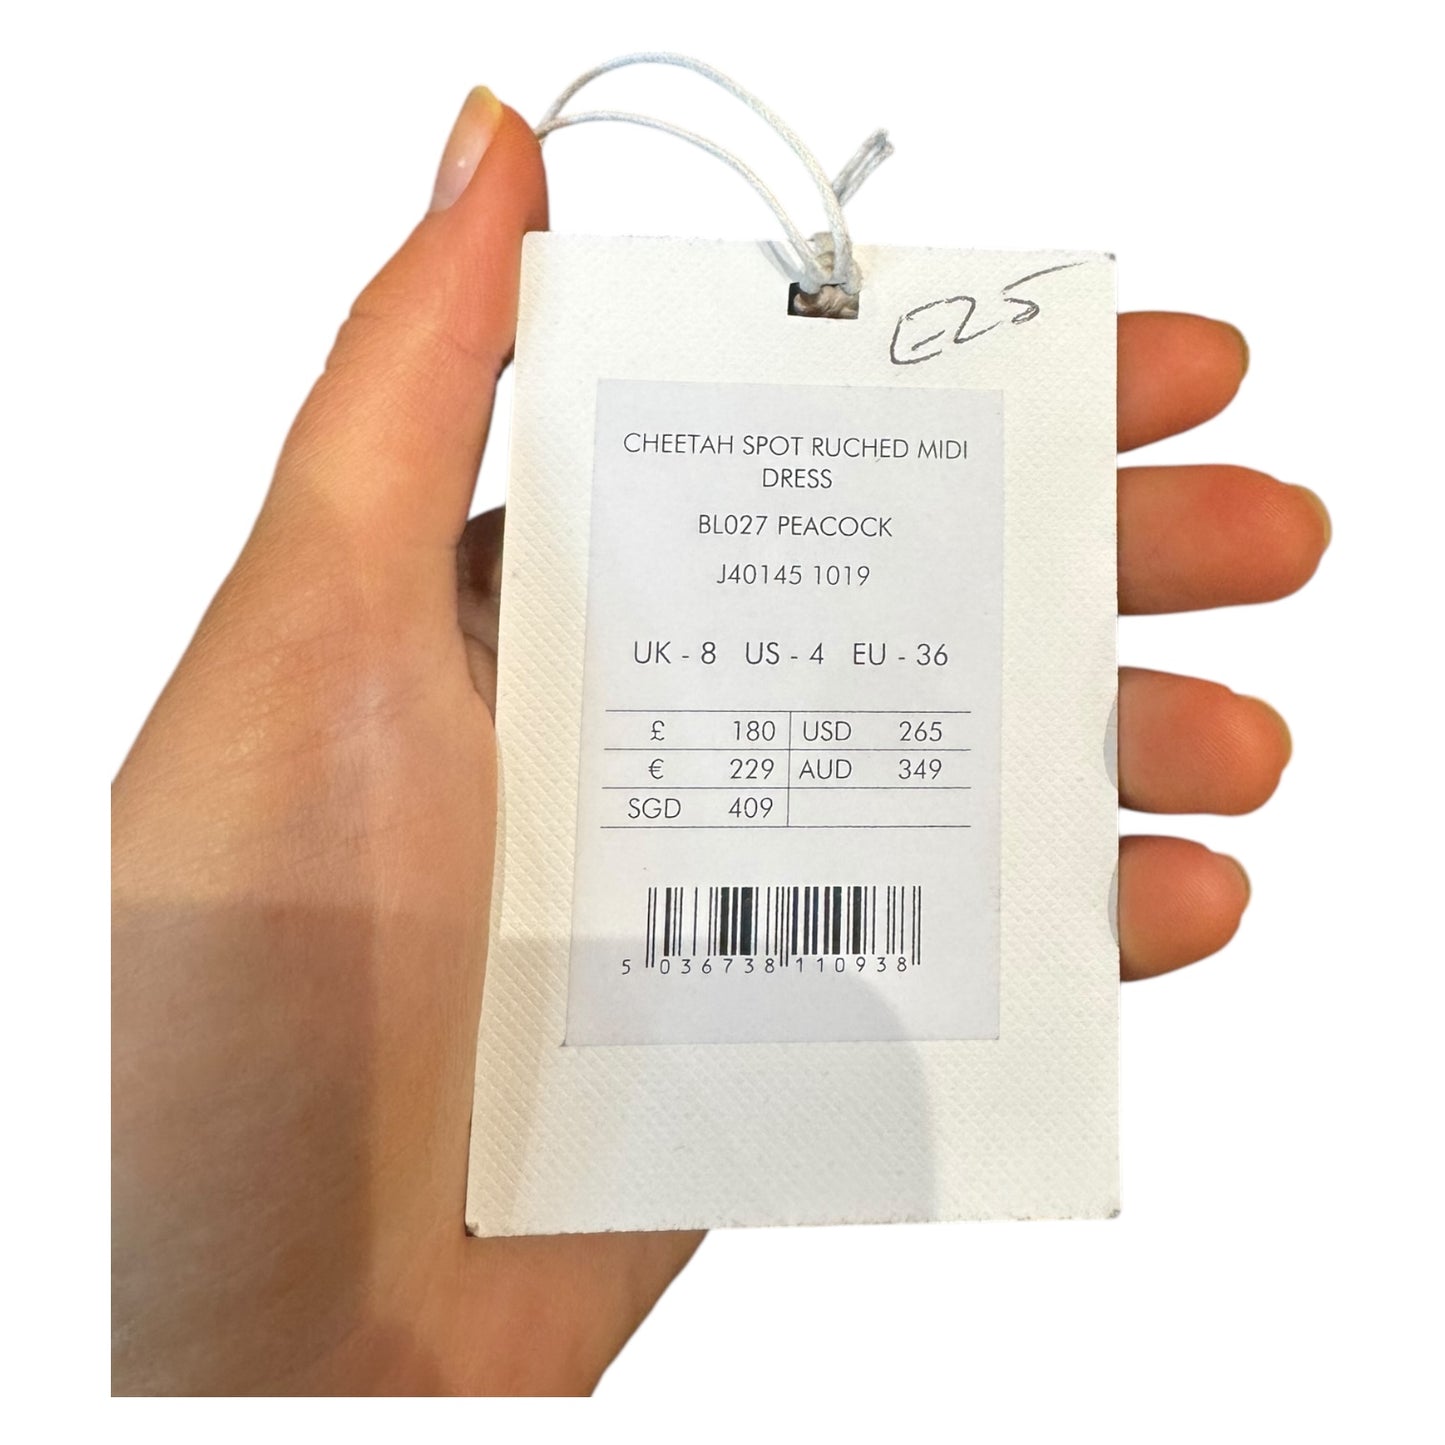 £25
CHEETAH SPOT RUCHED MIDI
DRESS
BL027 PEACOCK
J40145 1019
UK - 8 US - 4 EU - 36
£ 180 USD 265
€ 229 AUD 349
SGD 409
5 036738 110938